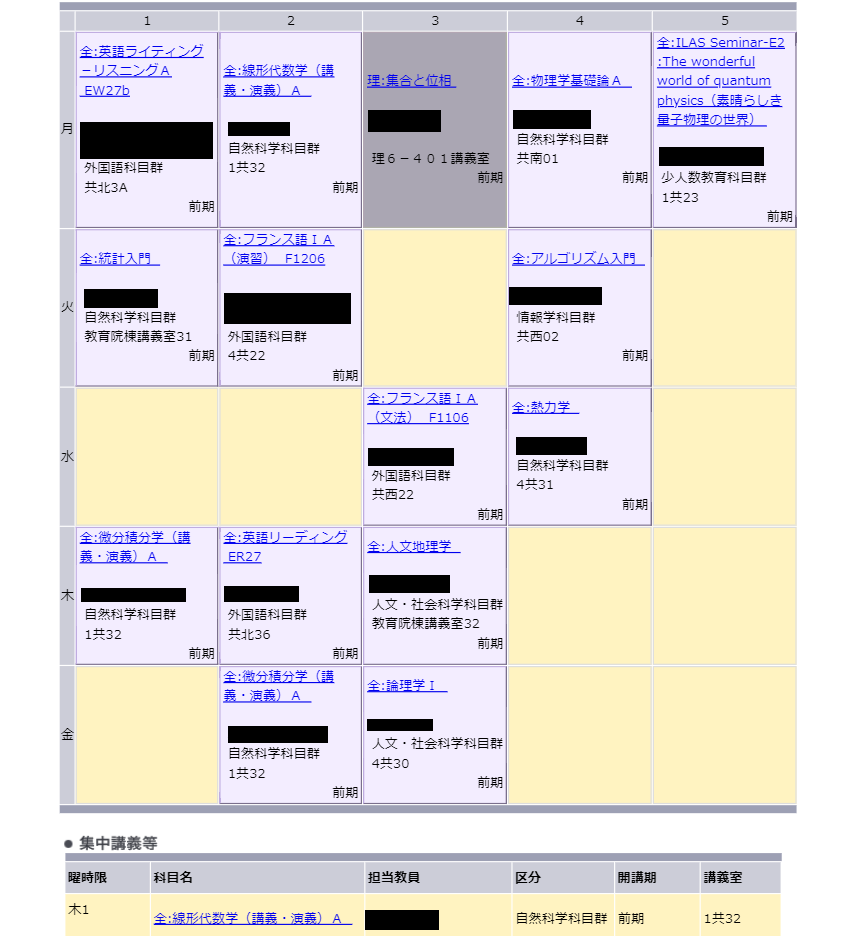 1 2 3 4 5
月
全:英語ライティング
－リスニングＡ
EW27b
外国語科目群
共北3A
前期
全:線形代数学（講
義・演義）Ａ
自然科学科目群
1共32
前期
理:集合と位相
理６－４０１講義室
前期
全:物理学基礎論Ａ
自然科学科目群
共南01
前期
全:ILAS Seminar-E2
:The wonderful
world of quantum
physics（素晴らしき
量子物理の世界）
少人数教育科目群
1共23
前期
火
全:統計入門
自然科学科目群
教育院棟講義室31
前期
全:フランス語ⅠＡ
（演習）　F1206
外国語科目群
4共22
前期
全:アルゴリズム入門
情報学科目群
共西02
前期
水
全:フランス語ⅠＡ
（文法）　F1106
外国語科目群
共西22
前期
全:熱力学
自然科学科目群
4共31
前期
木
全:微分積分学（講
義・演義）Ａ
自然科学科目群
1共32
前期
全:英語リーディング
ER27
外国語科目群
共北36
前期
全:人文地理学
人文・社会科学科目群
教育院棟講義室32
前期
金
全:微分積分学（講
義・演義）Ａ
自然科学科目群
1共32
前期
全:論理学Ⅰ
人文・社会科学科目群
4共30
前期
● 集中講義等
曜時限 科目名 担当教員 区分 開講期 講義室
木1 全:線形代数学（講義・演義）Ａ 自然科学科目群 前期 1共32